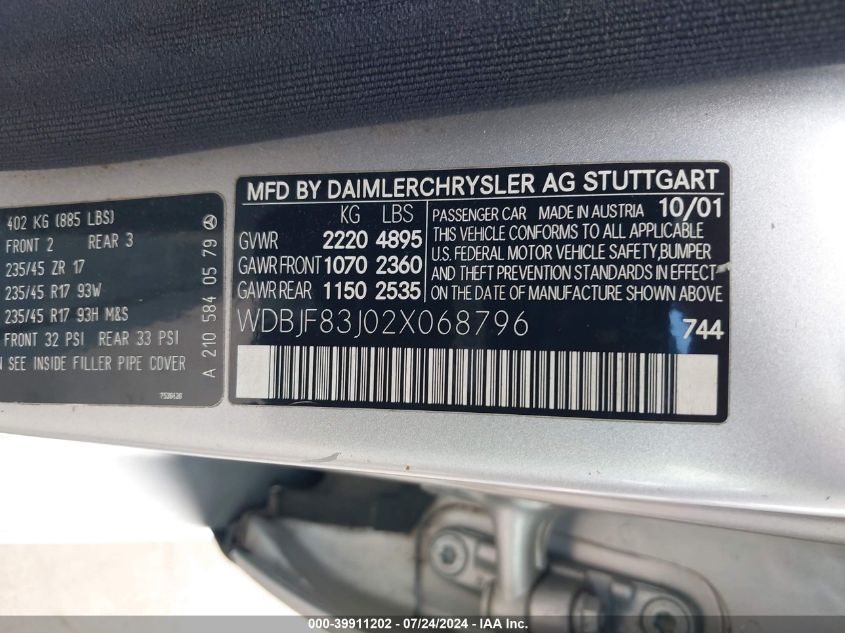 402 KG (885 LBS)
FRONT 2 REAR 3
235/45 ZR 17
235/45 R17 93W
235/45 R17 93H M&S
FRONT 32 PSI REAR 33 PSI
SEE INSIDE FILLER PIPE COVER
A 210 584 05 79
MFD BY DAIMLERCHRYSLER AG STUTTGART
KG LBS
GVWR 2220 4895
GAWR FRONT 1070 2360
GAWR REAR 1150 2535
PASSENGER CAR MADE IN AUSTRIA 10/01
THIS VEHICLE CONFORMS TO ALL APPLICABLE
U.S. FEDERAL MOTOR VEHICLE SAFETY,BUMPER
AND THEFT PREVENTION STANDARDS IN EFFECT
ON THE DATE OF MANUFACTURE SHOWN ABOVE.
WDBJF83J02X068796 744
000-39911202 / 07/24/2024 - IAA Inc.